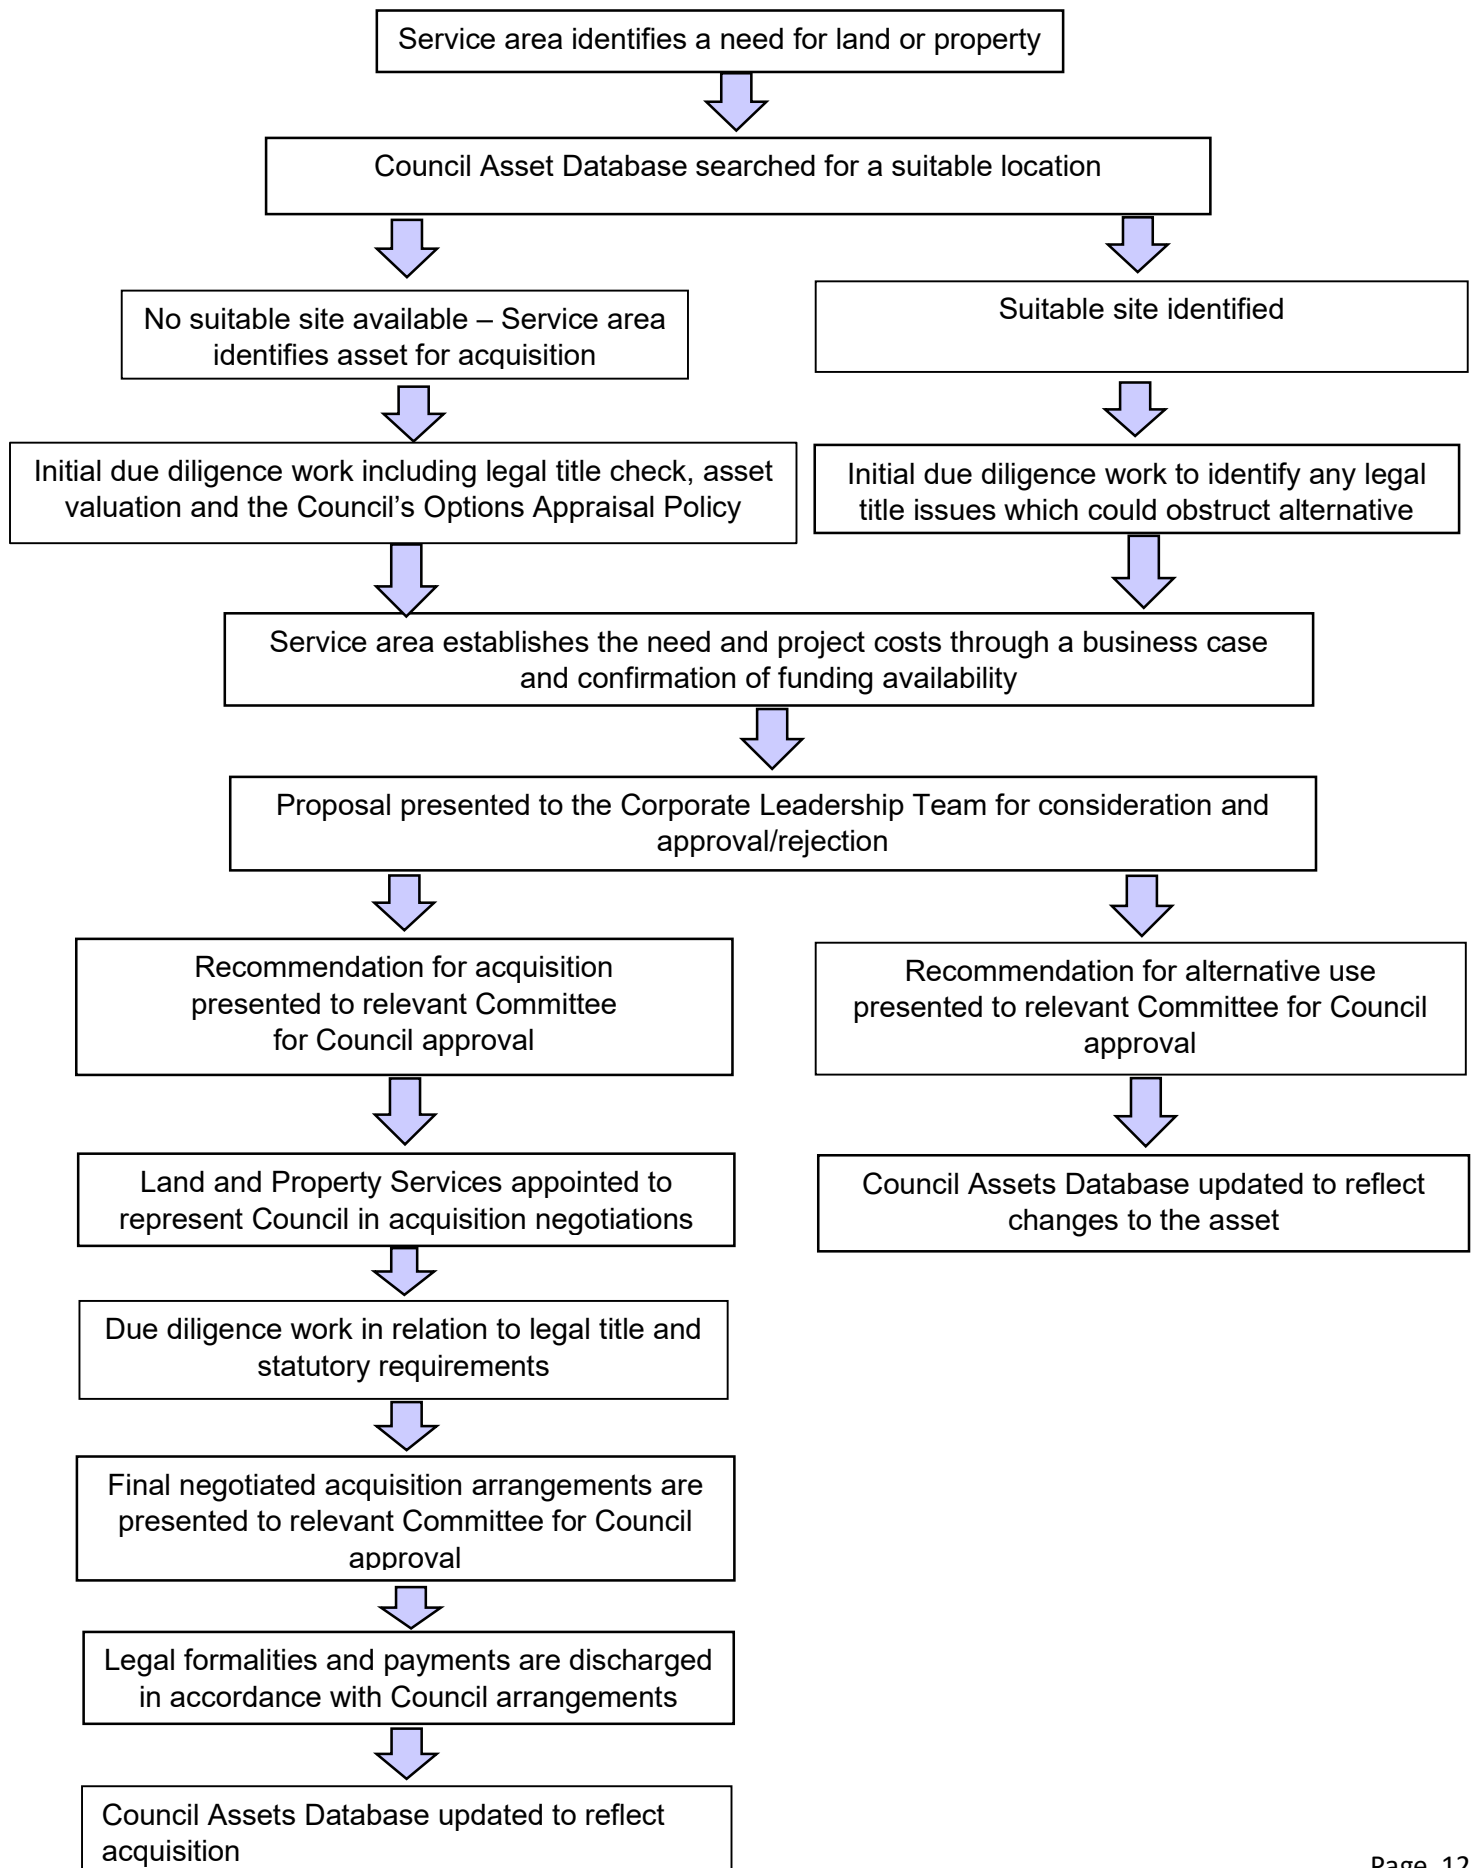 Service area identifies a need for land or property
Council Asset Database searched for a suitable location
No suitable site available – Service area
identifies asset for acquisition
Suitable site identified
Initial due diligence work including legal title check, asset
valuation and the Council’s Options Appraisal Policy
Initial due diligence work to identify any legal
title issues which could obstruct alternative
Service area establishes the need and project costs through a business case
and confirmation of funding availability
Proposal presented to the Corporate Leadership Team for consideration and
approval/rejection
Recommendation for acquisition
presented to relevant Committee
for Council approval
Recommendation for alternative use
presented to relevant Committee for Council
approval
Land and Property Services appointed to
represent Council in acquisition negotiations
Council Assets Database updated to reflect
changes to the asset
Due diligence work in relation to legal title and
statutory requirements
Final negotiated acquisition arrangements are
presented to relevant Committee for Council
approval
Legal formalities and payments are discharged
in accordance with Council arrangements
Council Assets Database updated to reflect
acquisition
Page 12